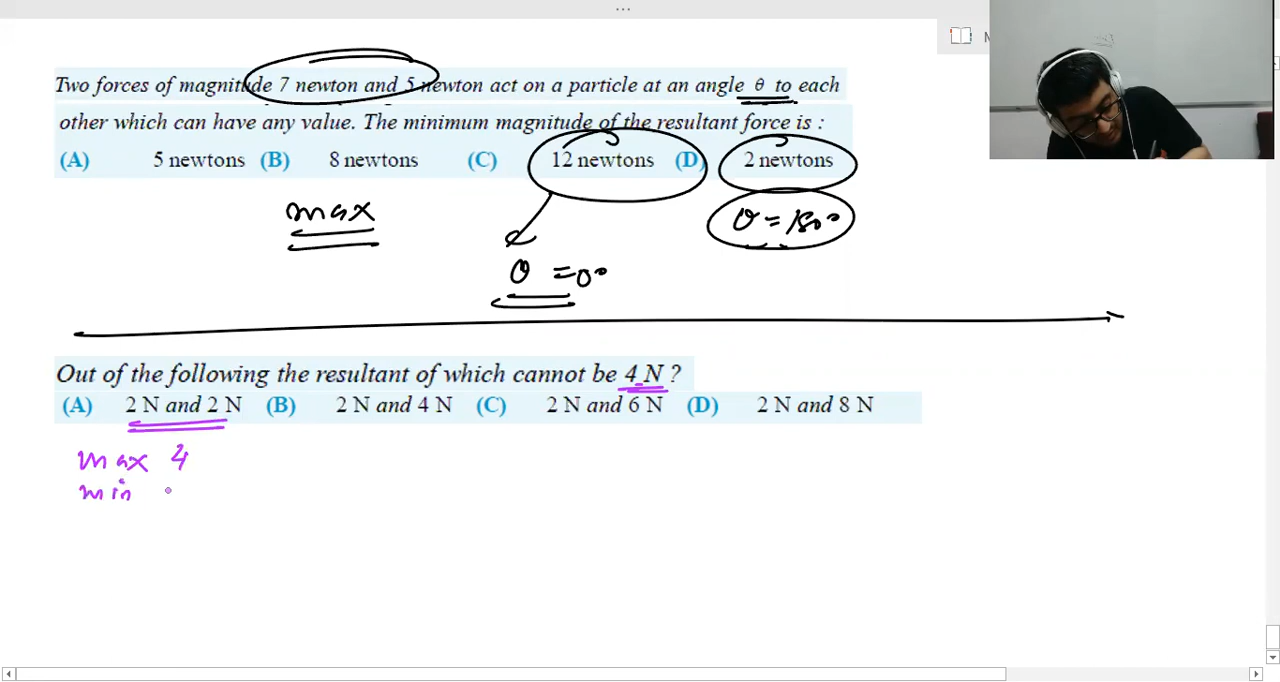 Two forces of magnitude 7 newton and 5 newton act on a particle at an angle θ to each
other which can have any value. The minimum magnitude of the resultant force is :
(A) 5 newtons (B) 8 newtons (C) 12 newtons (D) 2 newtons
max
θ = 180°
θ = 0°
Out of the following the resultant of which cannot be 4 N ?
(A) 2 N and 2 N (B) 2 N and 4 N (C) 2 N and 6 N (D) 2 N and 8 N
max 4
min